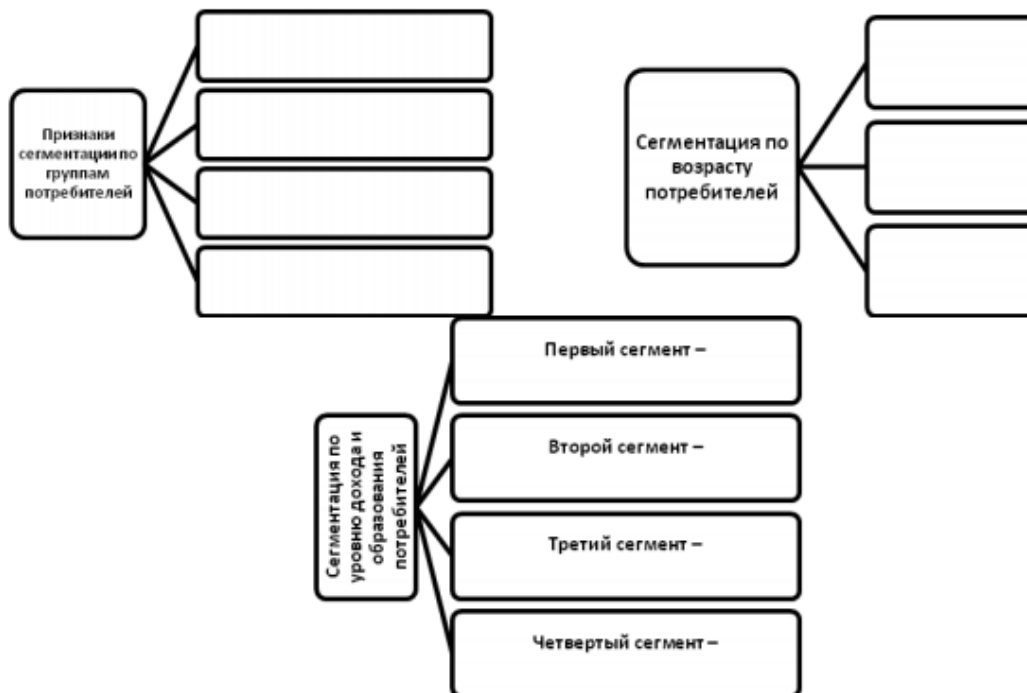 Признаки
сегментации по
группам
потребителей
Сегментация по
возрасту
потребителей
Сегментация по
уровню дохода и
образования
потребителей
Первый сегмент –
Второй сегмент –
Третий сегмент –
Четвертый сегмент –